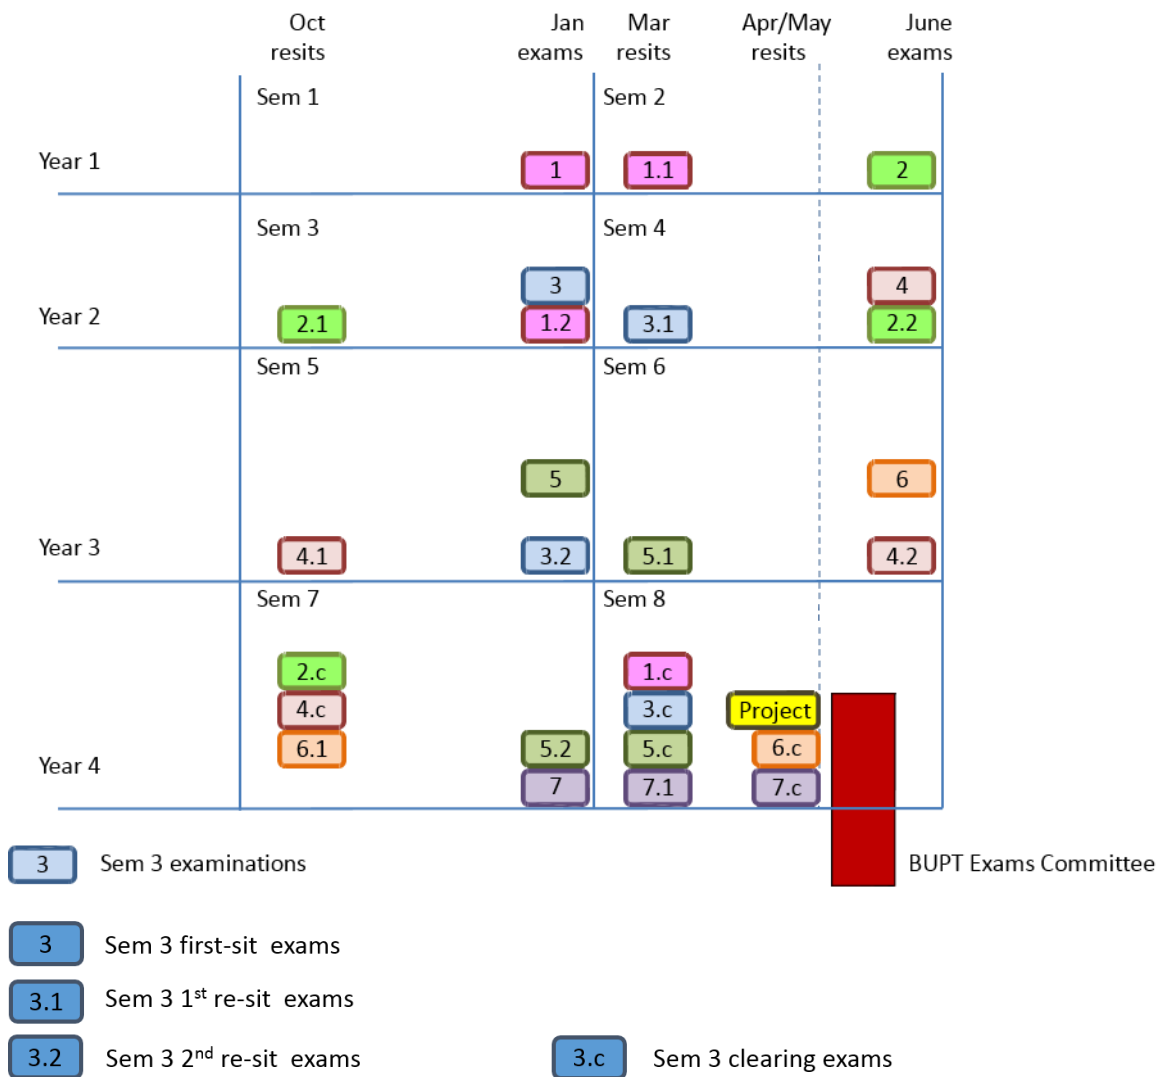 Oct resits
Jan exams
Mar resits
Apr/May resits
June exams
Sem 1
Sem 2
Year 1
1
1.1
2
Sem 3
Sem 4
3
4
Year 2
2.1
1.2
3.1
2.2
Sem 5
Sem 6
5
6
Year 3
4.1
3.2
5.1
4.2
Sem 7
Sem 8
2.c
1.c
4.c
3.c
Project
6.1
5.2
5.c
6.c
Year 4
7
7.1
7.c
3 Sem 3 examinations
BUPT Exams Committee
3 Sem 3 first-sit exams
3.1 Sem 3 1st re-sit exams
3.2 Sem 3 2nd re-sit exams
3.c Sem 3 clearing exams